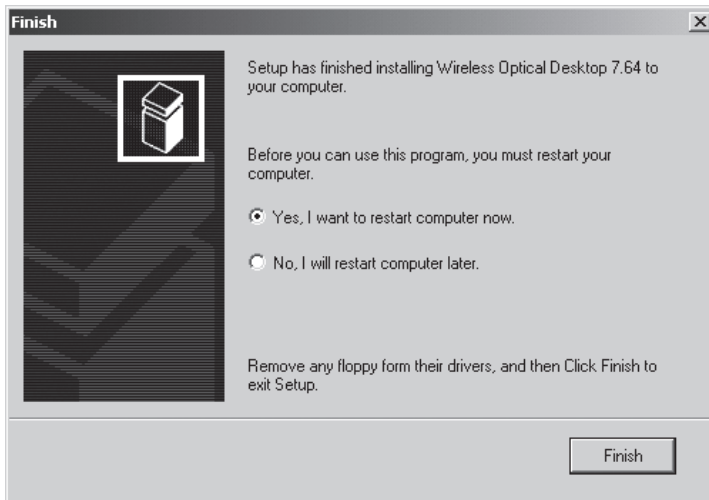 Finish
Setup has finished installing Wireless Optical Desktop 7.64 to
your computer.
Before you can use this program, you must restart your
computer.
Yes, I want to restart computer now.
No, I will restart computer later.
Remove any floppy form their drivers, and then Click Finish to
exit Setup.
Finish